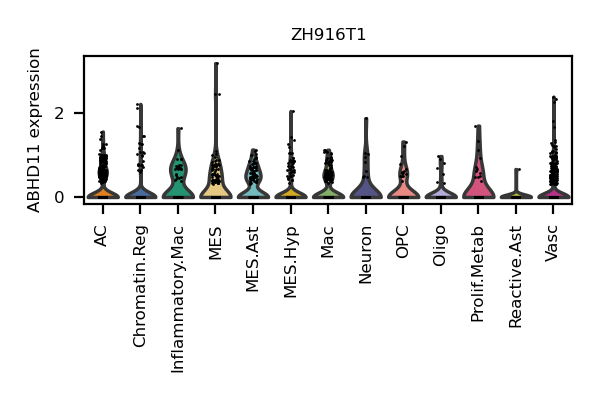 ZH916T1
ABHD11 expression
2
0
AC
Chromatin.Reg
Inflammatory.Mac
MES
MES.Ast
MES.Hyp
Mac
Neuron
OPC
Oligo
Prolif.Metab
Reactive.Ast
Vasc